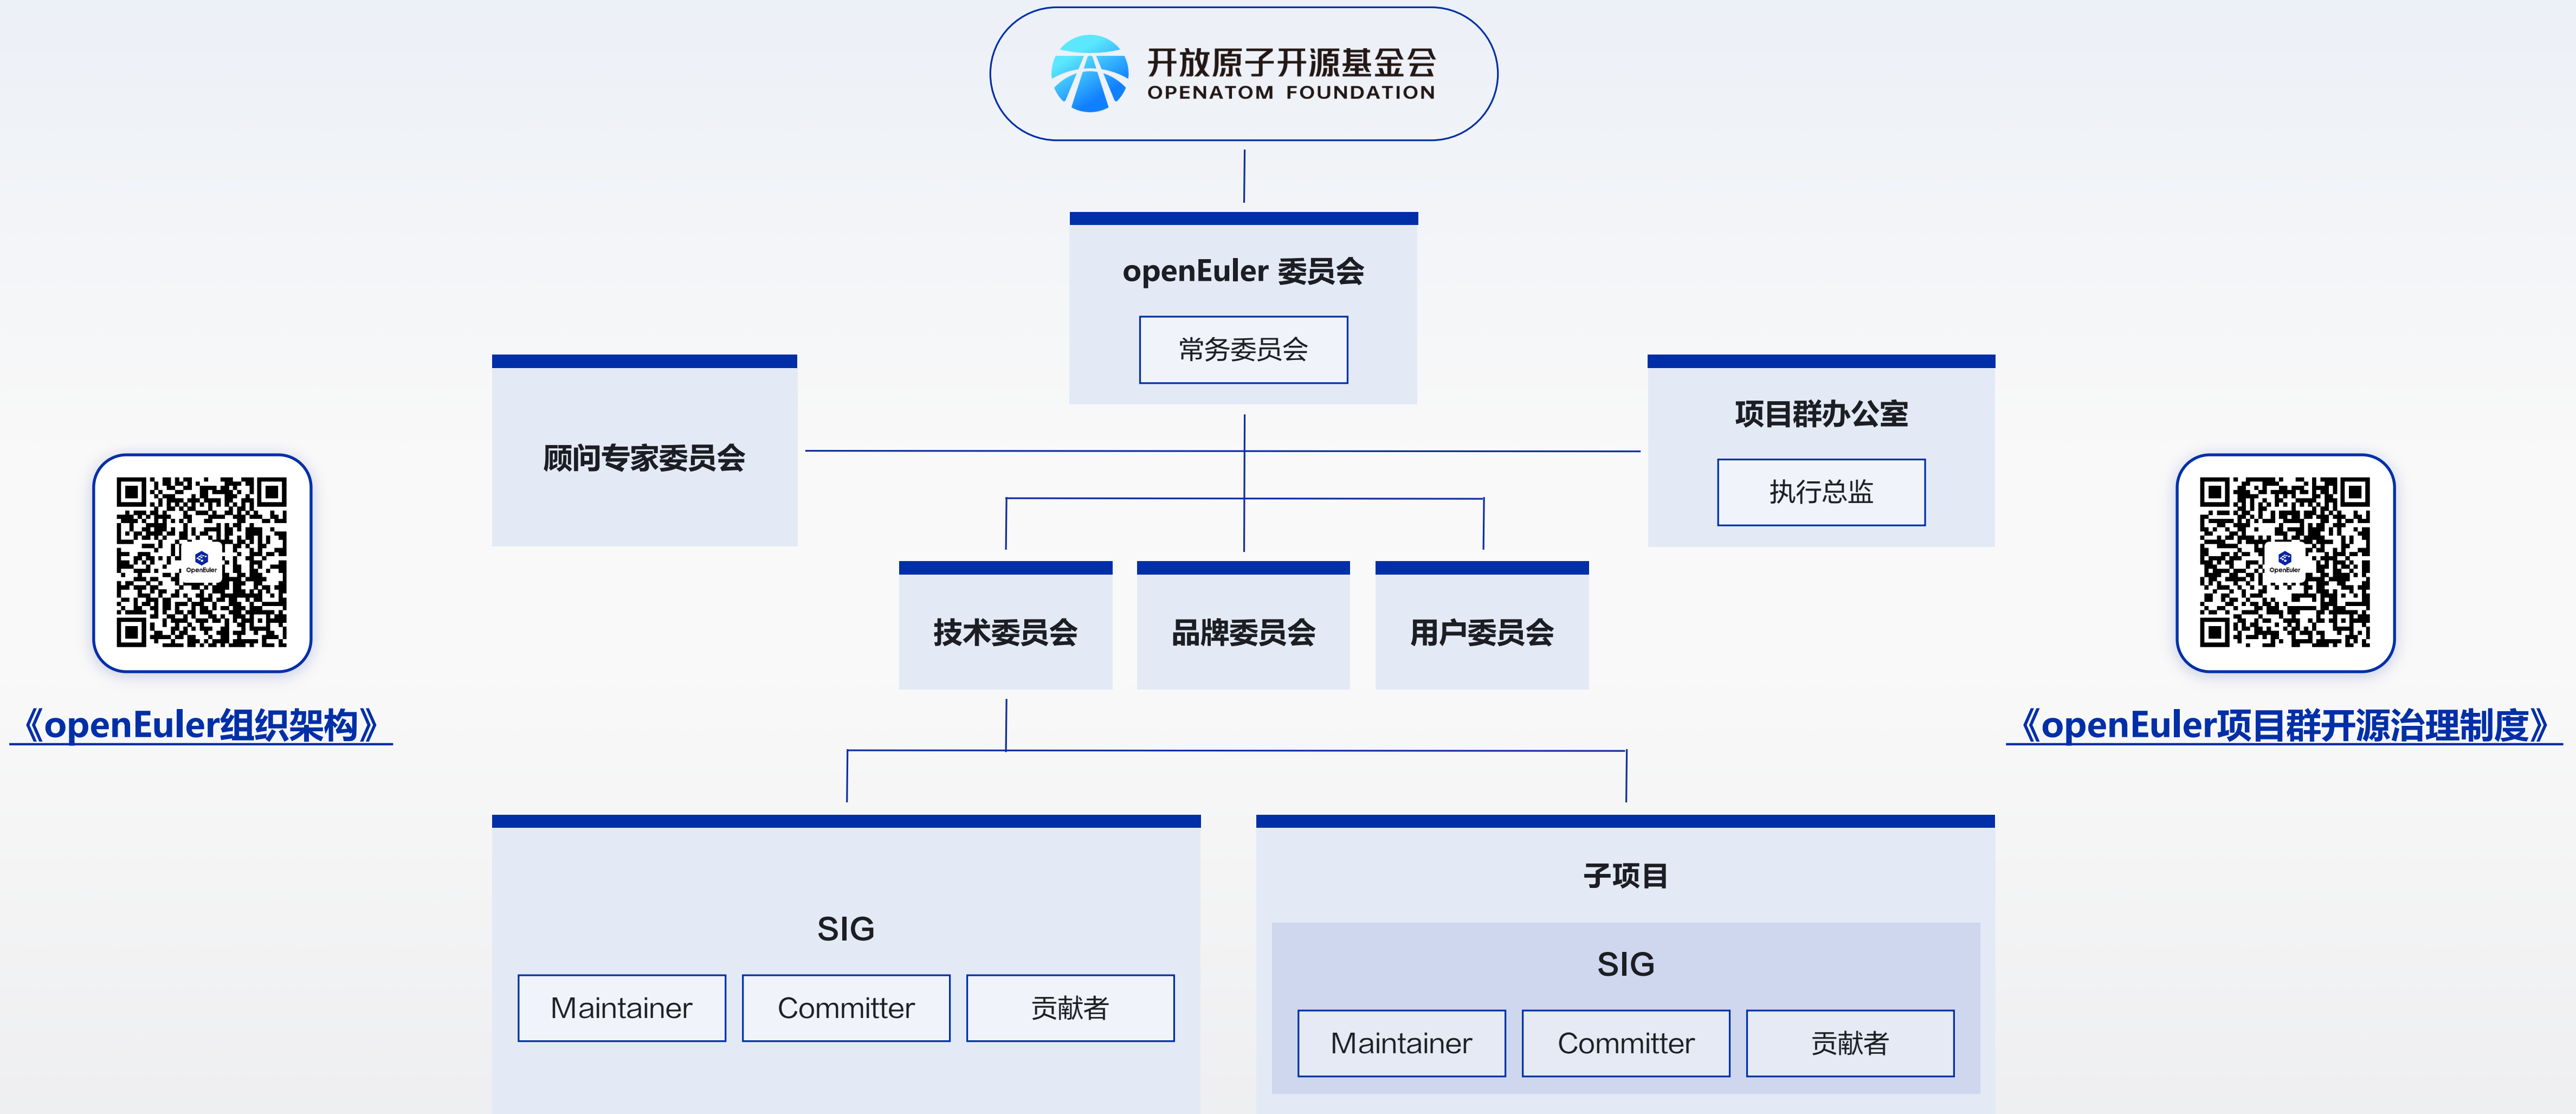 开放原子开源基金会
OPENATOM FOUNDATION
openEuler 委员会
常务委员会
顾问专家委员会
项目群办公室
执行总监
技术委员会
品牌委员会
用户委员会
OpenEuler
《openEuler组织架构》
OpenEuler
《openEuler项目群开源治理制度》
SIG
Maintainer
Committer
贡献者
子项目
SIG
Maintainer
Committer
贡献者